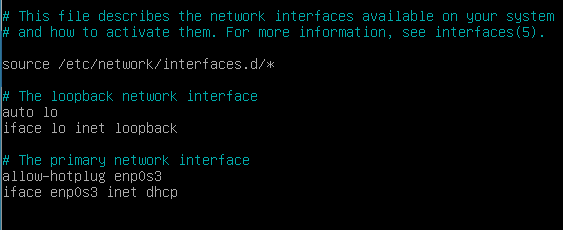 # This file describes the network interfaces available on your system
# and how to activate them. For more information, see interfaces(5).
source /etc/network/interfaces.d/*
# The loopback network interface
auto lo
iface lo inet loopback
# The primary network interface
allow-hotplug enp0s3
iface enp0s3 inet dhcp